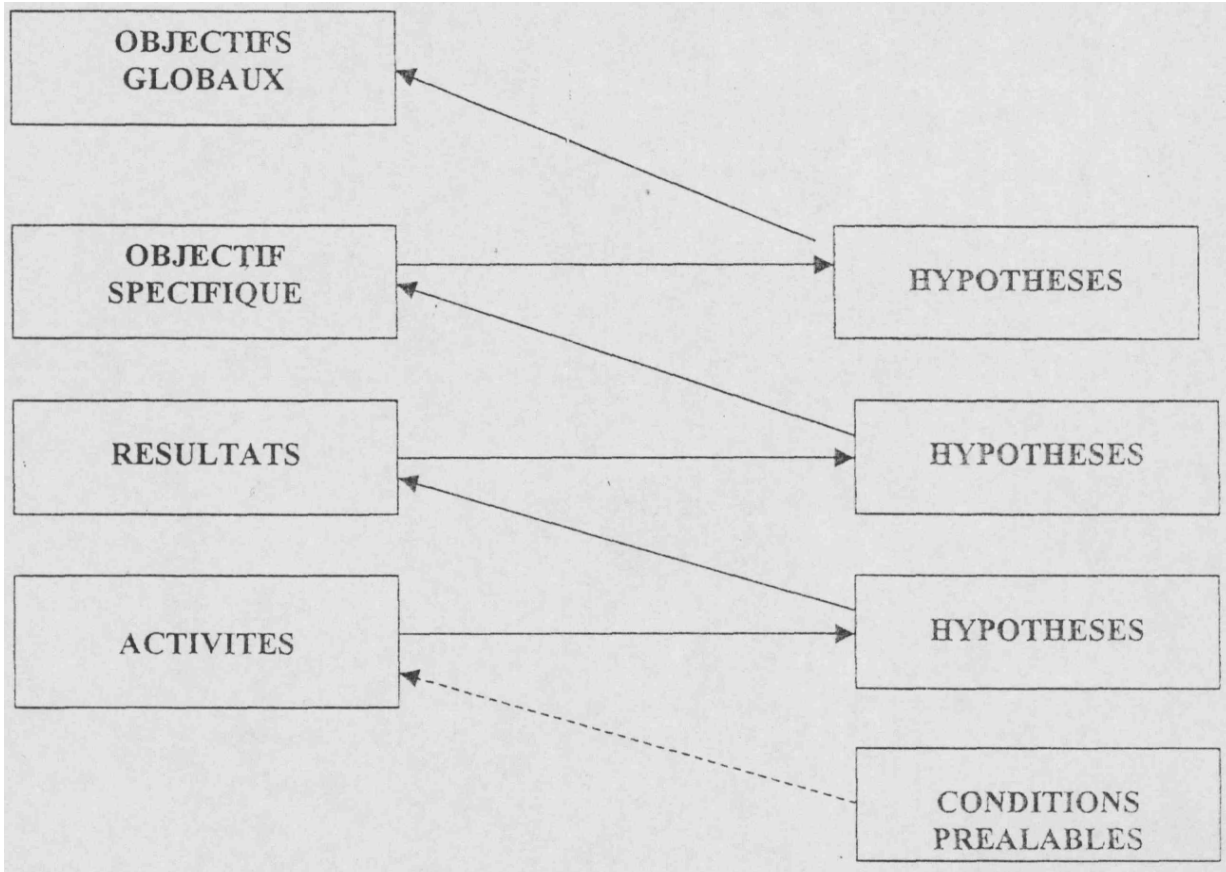 OBJECTIFS
GLOBAUX
OBJECTIF
SPECIFIQUE
HYPOTHESES
RESULTATS
HYPOTHESES
ACTIVITES
HYPOTHESES
CONDITIONS
PREALABLES